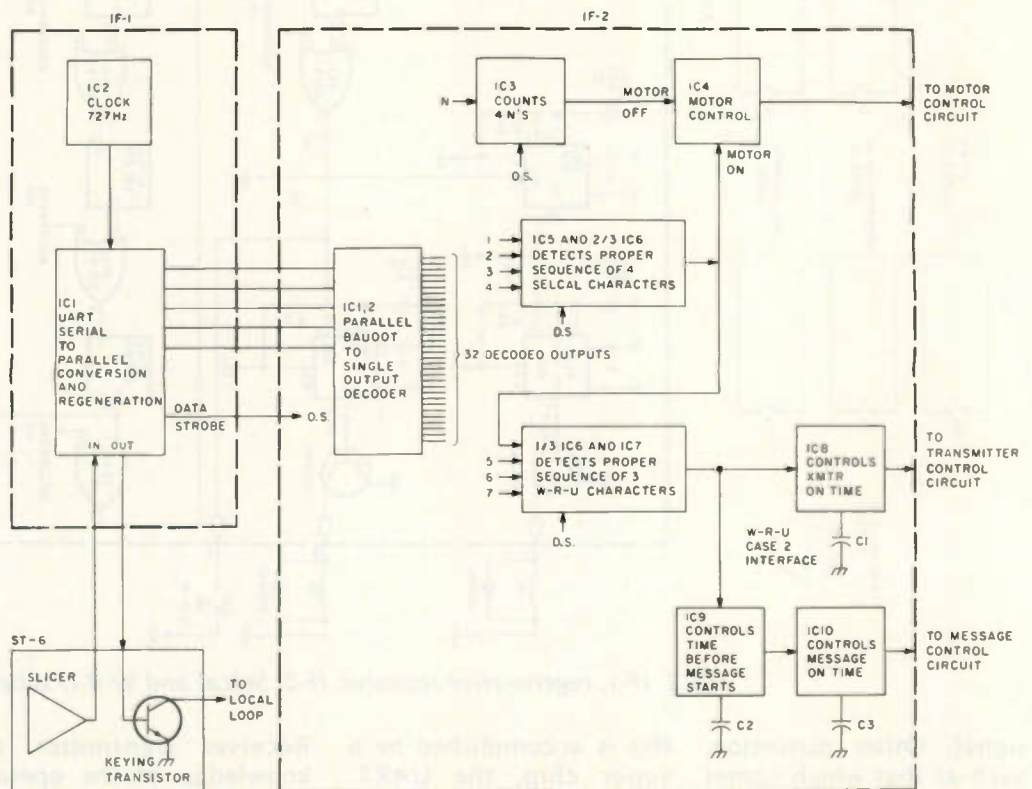 IF-1
IC2
CLOCK
727Hz
IC1
UART
SERIAL
TO
PARALLEL
CONVERSION
AND
REGENERATION
DATA
STROBE
IN OUT
D.S.
ST-6
SLICER
TO
LOCAL
LOOP
KEYING
TRANSISTOR
IF-2
N
IC3
COUNTS
4 N'S
D.S.
MOTOR
OFF
IC4
MOTOR
CONTROL
MOTOR
ON
TO MOTOR
CONTROL
CIRCUIT
IC1,2
PARALLEL
BAUDOT
TO
SINGLE
OUTPUT
DECODER
32 DECODED OUTPUTS
1
2
3
4
IC5 AND 2/3 IC6
DETECTS PROPER
SEQUENCE OF 4
SELCAL CHARACTERS
D.S.
5
6
7
1/3 IC6 AND IC7
DETECTS PROPER
SEQUENCE OF 3
W-R-U CHARACTERS
D.S.
IC8
CONTROLS
XMTR
ON TIME
C1
TO
TRANSMITTER
CONTROL
CIRCUIT
W-R-U
CASE 2
INTERFACE
IC9
CONTROLS
TIME
BEFORE
MESSAGE
STARTS
C2
IC10
CONTROLS
MESSAGE
ON TIME
C3
TO MESSAGE
CONTROL
CIRCUIT